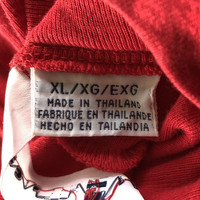 XL/XG/EXG
MADE IN THAILAND
FABRIQUE EN THAILANDE
HECHO EN TAILANDIA